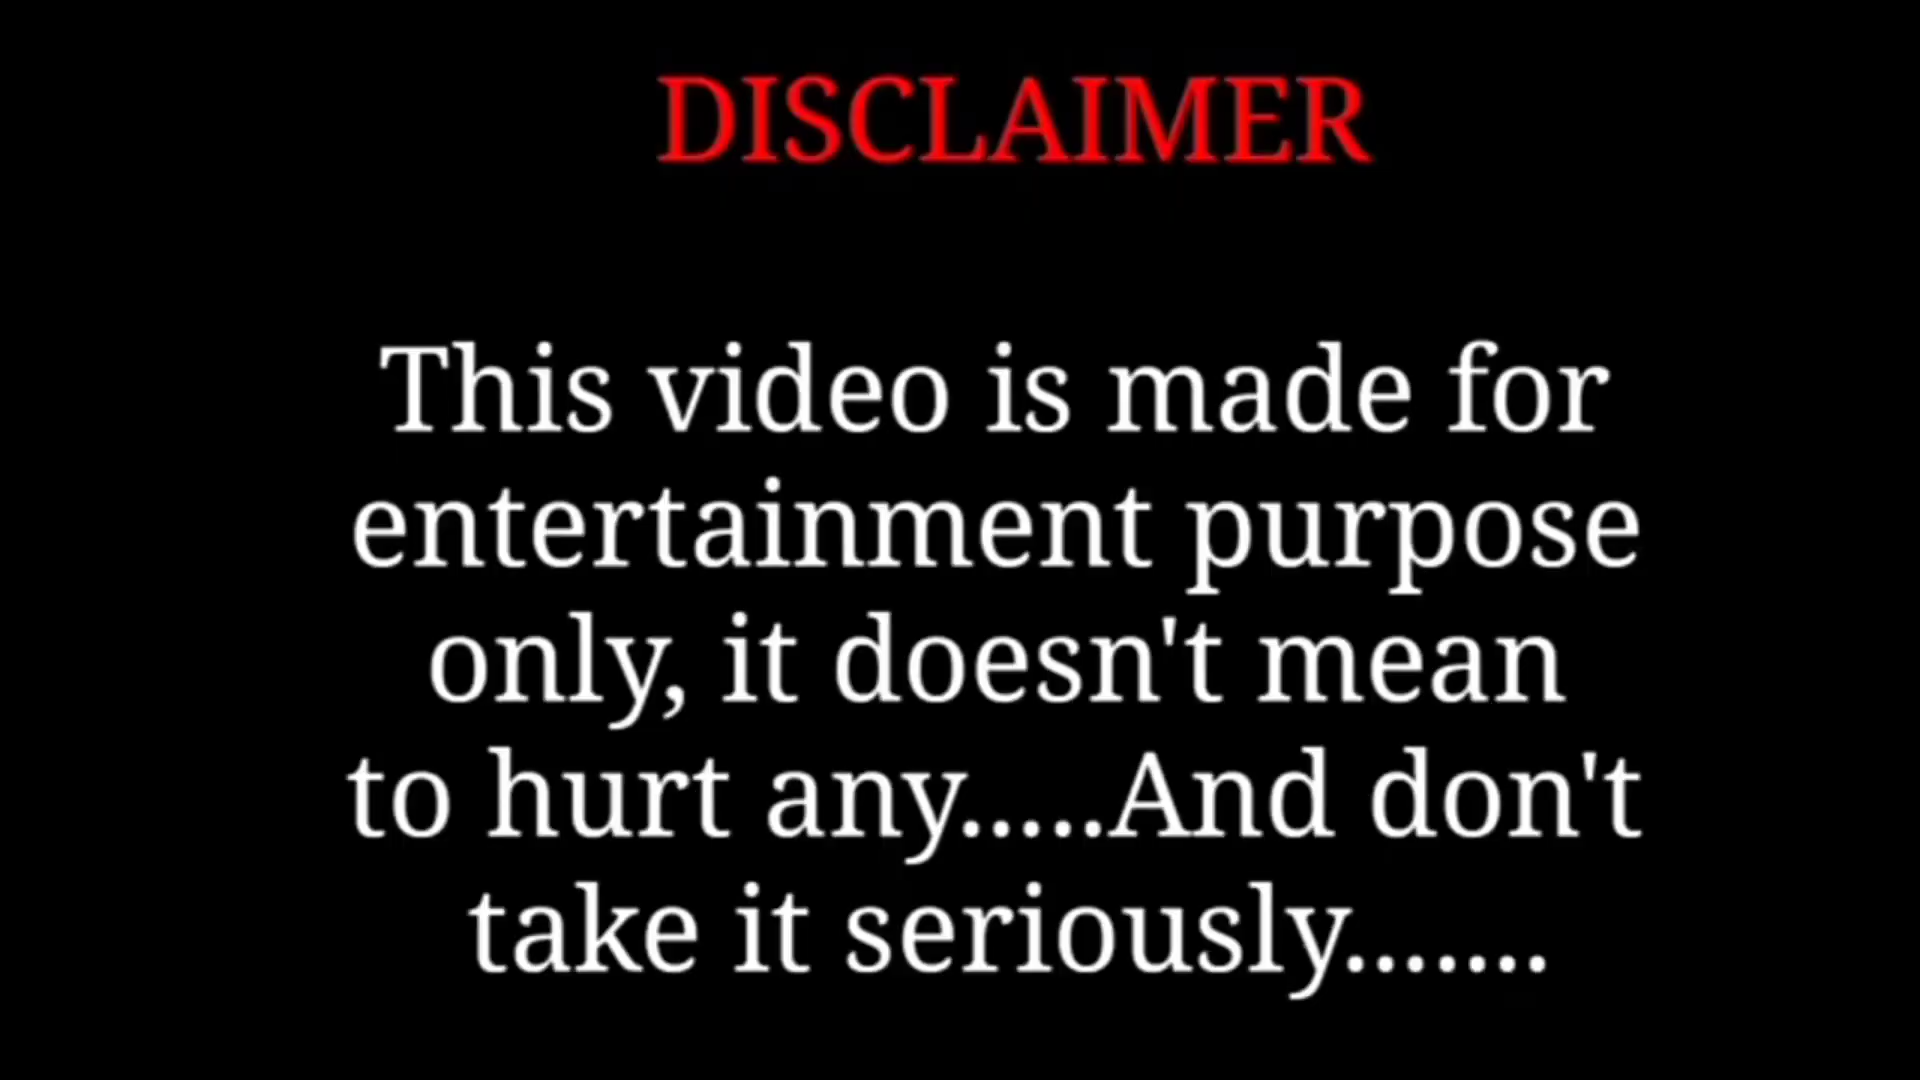 DISCLAIMER
This video is made for
entertainment purpose
only, it doesn't mean
to hurt any.....And don't
take it seriously.......